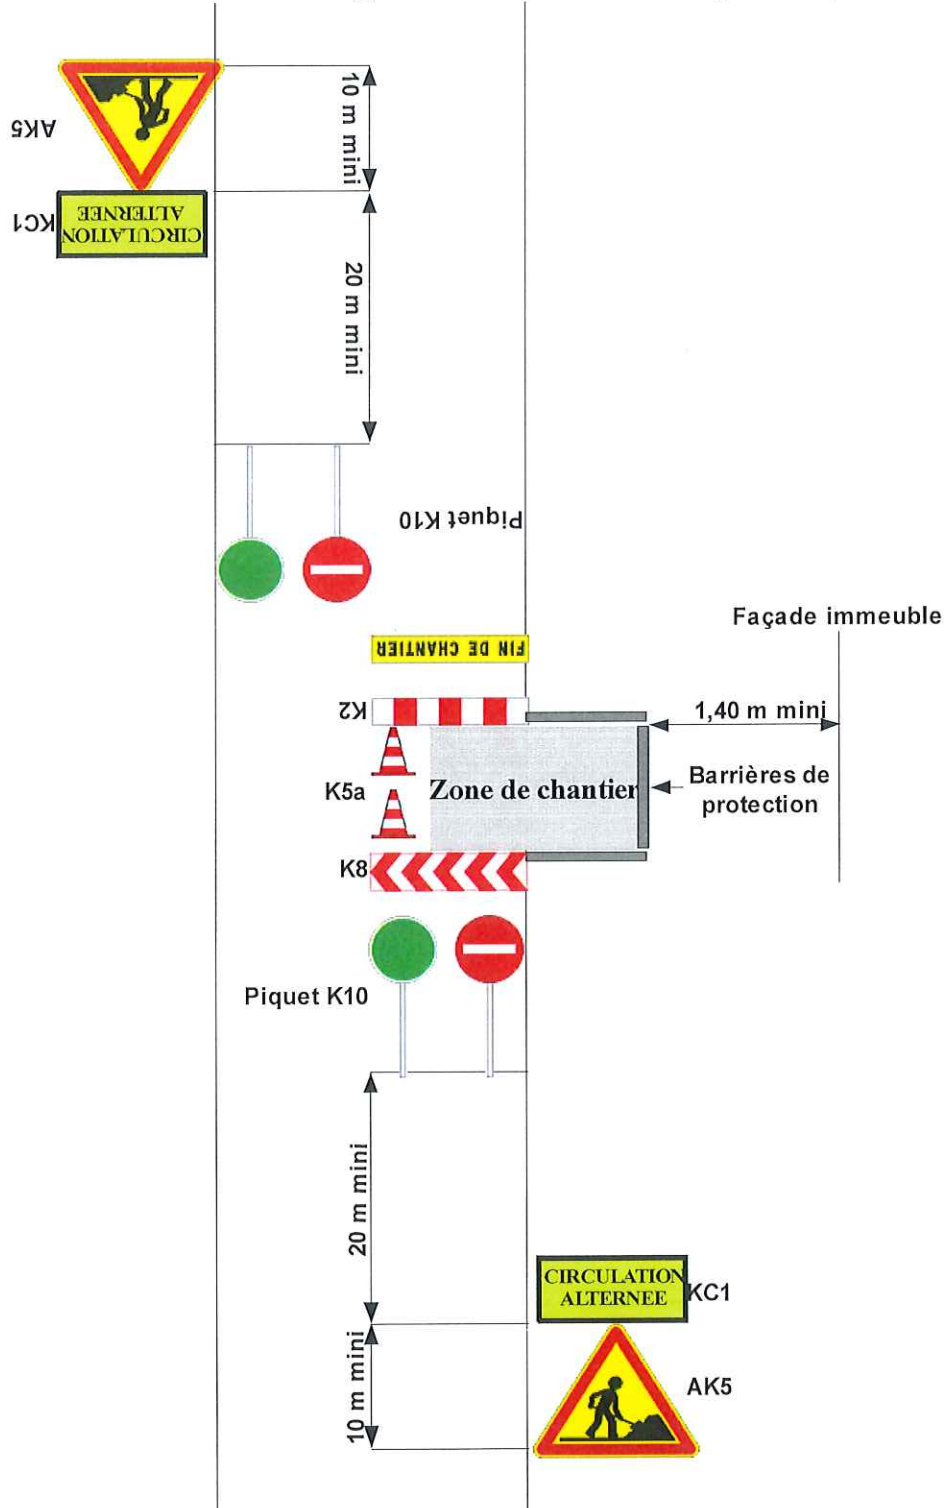 10 m mini
AK5
CIRCULATION
ALTERNEE
KC1
20 m mini
Piquet K10
Façade immeuble
FIN DE CHANTIER
K2
1,40 m mini
K5a
Zone de chantier
Barrières de
protection
K8
Piquet K10
20 m mini
CIRCULATION
ALTERNEE
KC1
10 m mini
AK5